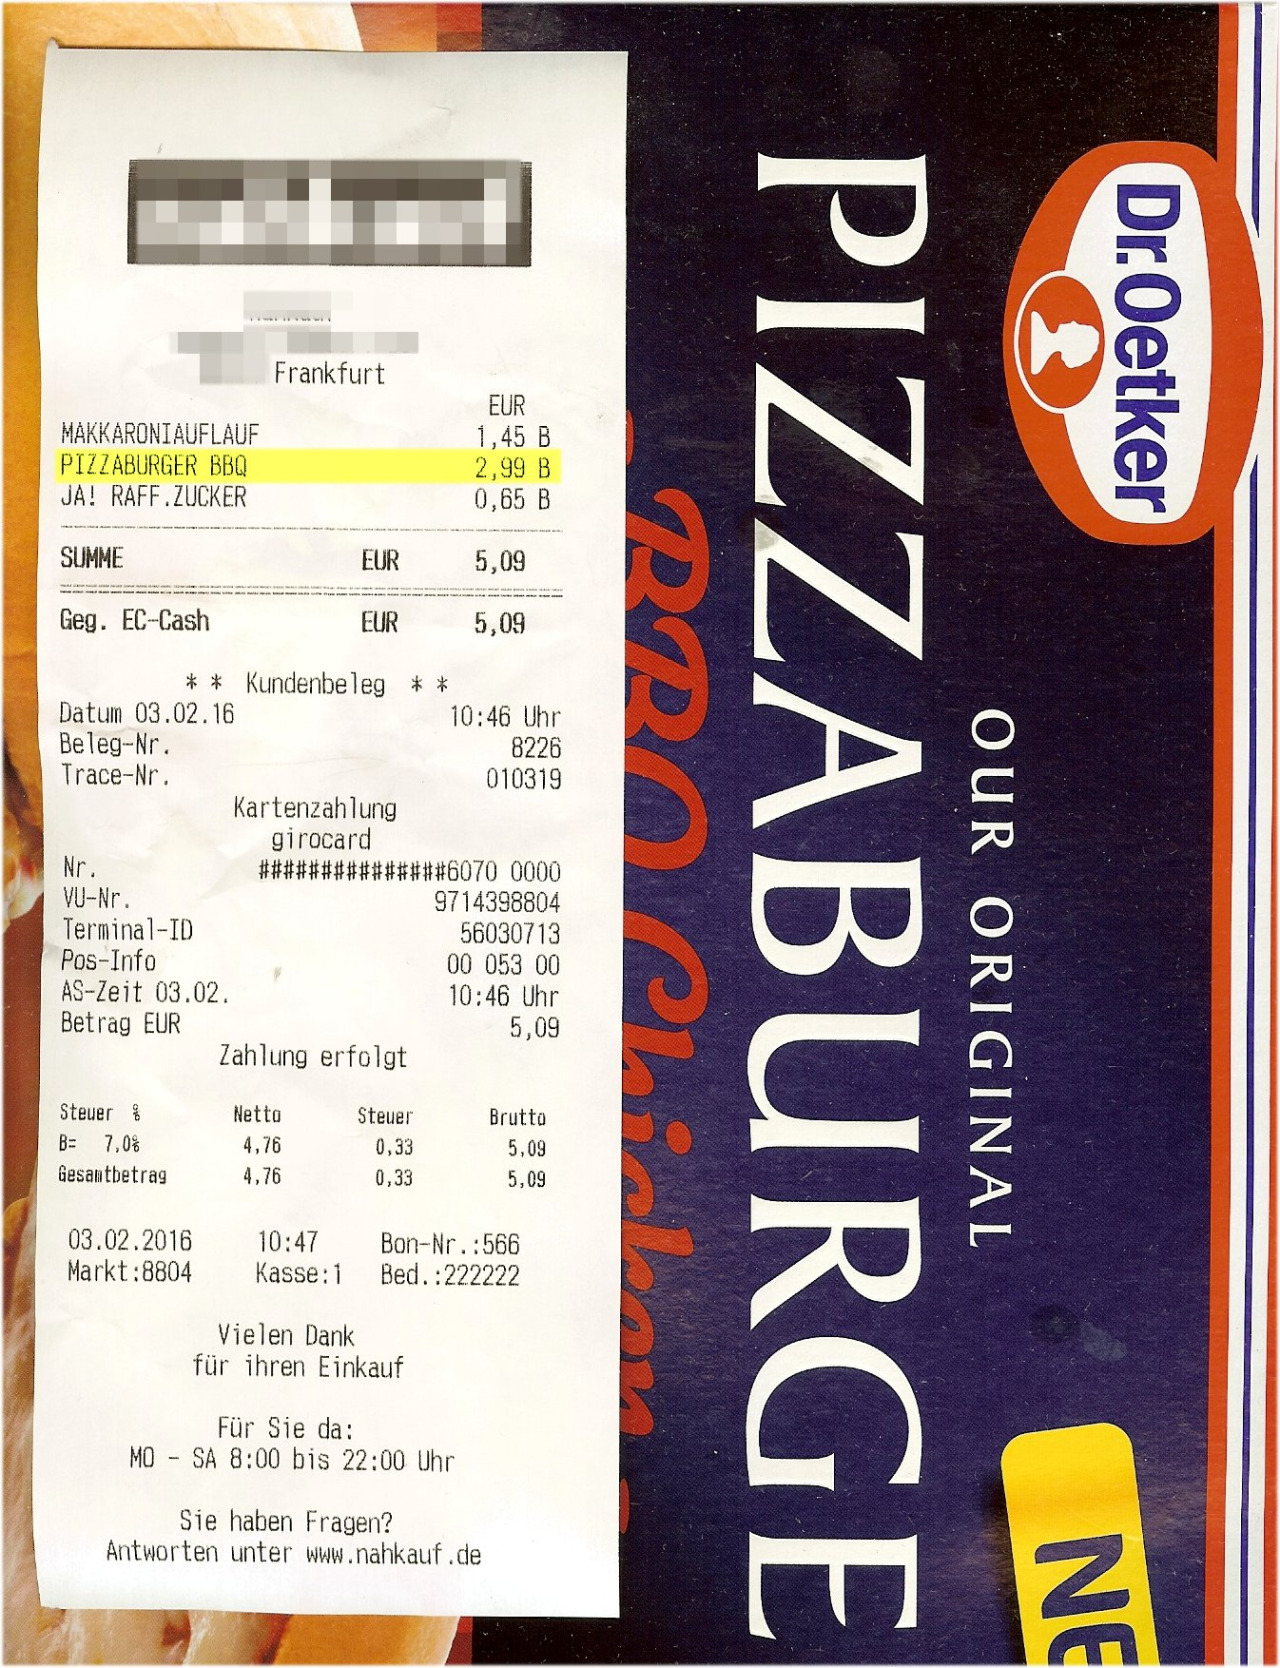 Frankfurt
EUR
MAKKARONIAUFLAUF 1,45 B
PIZZABURGER BBQ 2,99 B
JA! RAFF.ZUCKER 0,65 B
SUMME EUR 5,09
Geg. EC-Cash EUR 5,09
* * Kundenbeleg * *
Datum 03.02.16 10:46 Uhr
Beleg-Nr. 8226
Trace-Nr. 010319
Kartenzahlung
girocard
Nr. ###############6070 0000
VU-Nr. 9714398804
Terminal-ID 56030713
Pos-Info 00 053 00
AS-Zeit 03.02. 10:46 Uhr
Betrag EUR 5,09
Zahlung erfolgt
Steuer % Netto Steuer Brutto
B= 7,0% 4,76 0,33 5,09
Gesamtbetrag 4,76 0,33 5,09
03.02.2016 10:47 Bon-Nr.:566
Markt:8804 Kasse:1 Bed.:222222
Vielen Dank
für ihren Einkauf
Für Sie da:
MO - SA 8:00 bis 22:00 Uhr
Sie haben Fragen?
Antworten unter www.nahkauf.de
Dr.Oetker
OUR ORIGINAL
PIZZABURGE
BBQ Chicken
NE